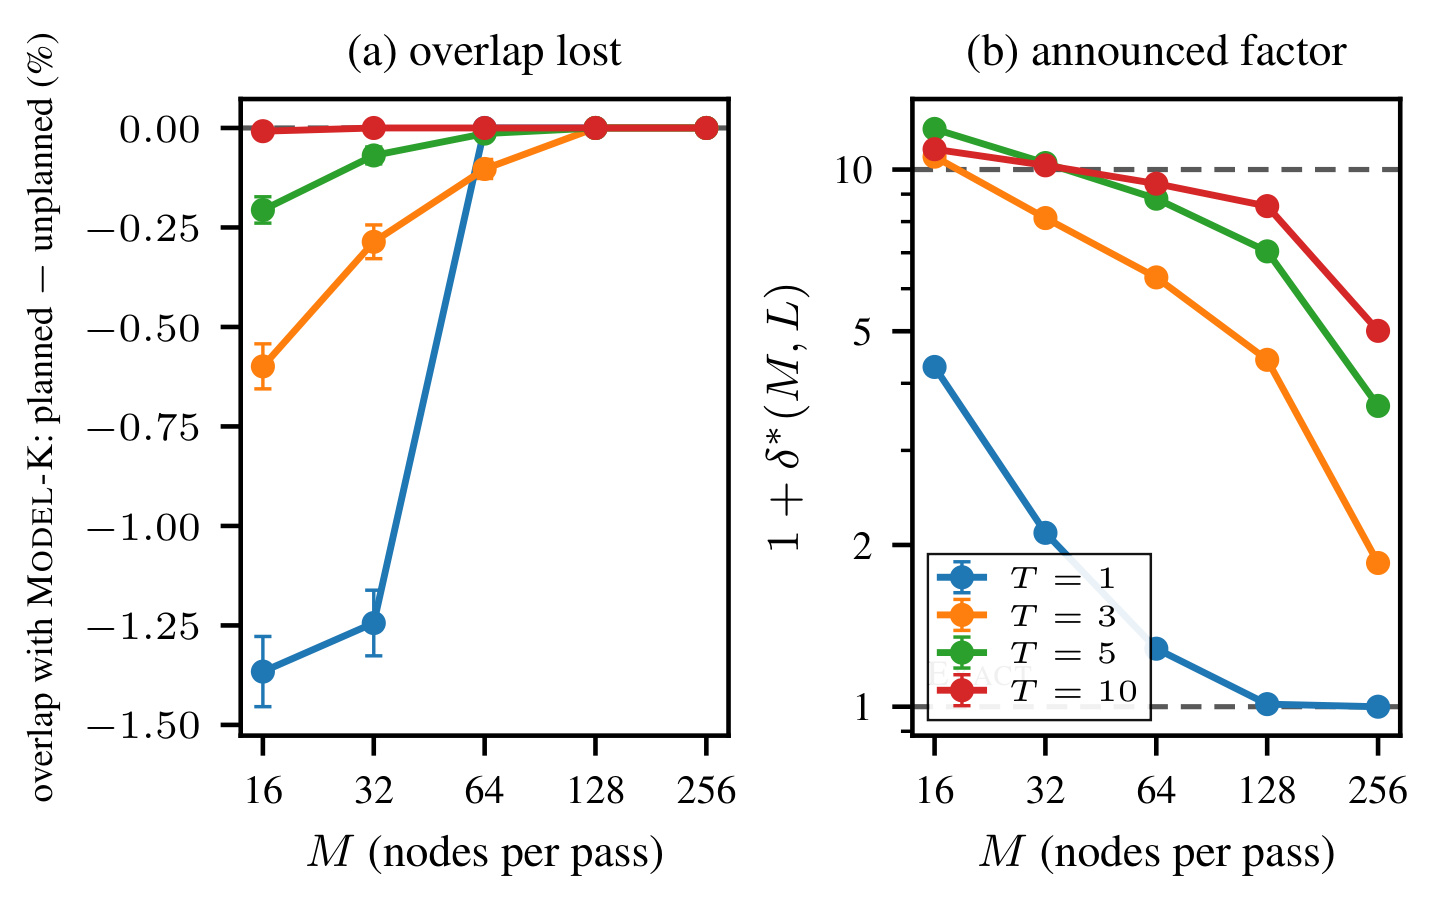 (a) overlap lost
overlap with MODEL-K: planned − unplanned (%)
0.00
−0.25
−0.50
−0.75
−1.00
−1.25
−1.50
16 32 64 128 256
M (nodes per pass)
(b) announced factor
1 + δ*(M, L)
10
5
2
1
T = 1
T = 3
T = 5
T = 10
16 32 64 128 256
M (nodes per pass)